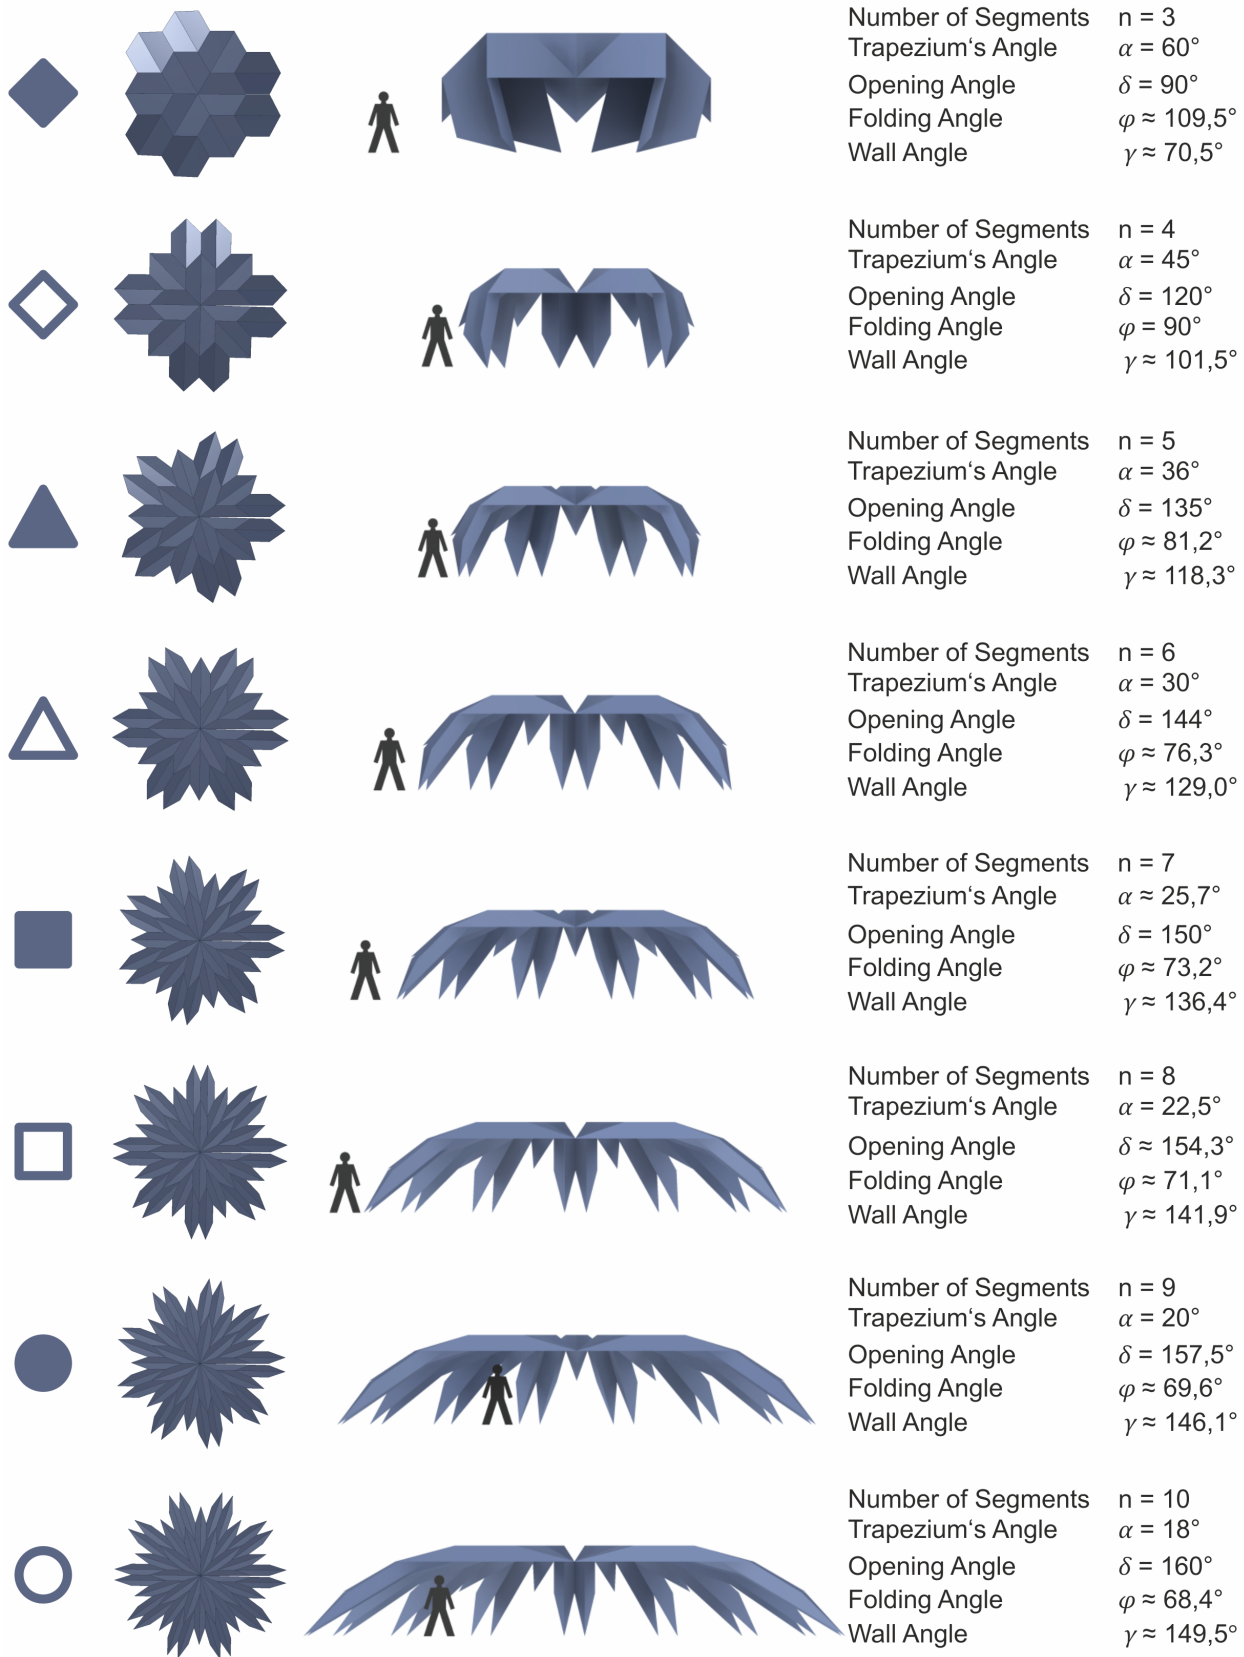 Number of Segments n = 3
Trapezium‘s Angle α = 60°
Opening Angle δ = 90°
Folding Angle φ ≈ 109,5°
Wall Angle γ ≈ 70,5°
Number of Segments n = 4
Trapezium‘s Angle α = 45°
Opening Angle δ = 120°
Folding Angle φ = 90°
Wall Angle γ ≈ 101,5°
Number of Segments n = 5
Trapezium‘s Angle α = 36°
Opening Angle δ = 135°
Folding Angle φ ≈ 81,2°
Wall Angle γ ≈ 118,3°
Number of Segments n = 6
Trapezium‘s Angle α = 30°
Opening Angle δ = 144°
Folding Angle φ ≈ 76,3°
Wall Angle γ ≈ 129,0°
Number of Segments n = 7
Trapezium‘s Angle α ≈ 25,7°
Opening Angle δ = 150°
Folding Angle φ ≈ 73,2°
Wall Angle γ ≈ 136,4°
Number of Segments n = 8
Trapezium‘s Angle α = 22,5°
Opening Angle δ ≈ 154,3°
Folding Angle φ ≈ 71,1°
Wall Angle γ ≈ 141,9°
Number of Segments n = 9
Trapezium‘s Angle α = 20°
Opening Angle δ = 157,5°
Folding Angle φ ≈ 69,6°
Wall Angle γ ≈ 146,1°
Number of Segments n = 10
Trapezium‘s Angle α = 18°
Opening Angle δ = 160°
Folding Angle φ ≈ 68,4°
Wall Angle γ ≈ 149,5°